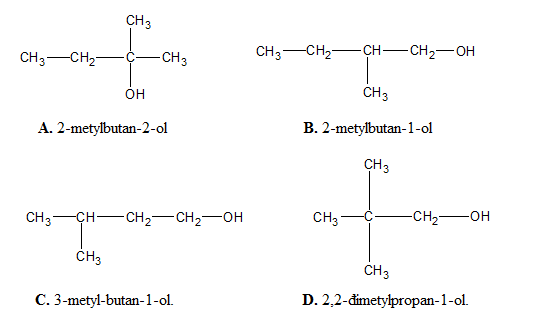 CH3
CH3—CH2—C—CH3
OH
A. 2-metylbutan-2-ol
CH3—CH2—CH—CH2—OH
CH3
B. 2-metylbutan-1-ol
CH3—CH—CH2—CH2—OH
CH3
C. 3-metyl-butan-1-ol.
CH3
CH3—C—CH2—OH
CH3
D. 2,2-đimetylpropan-1-ol.